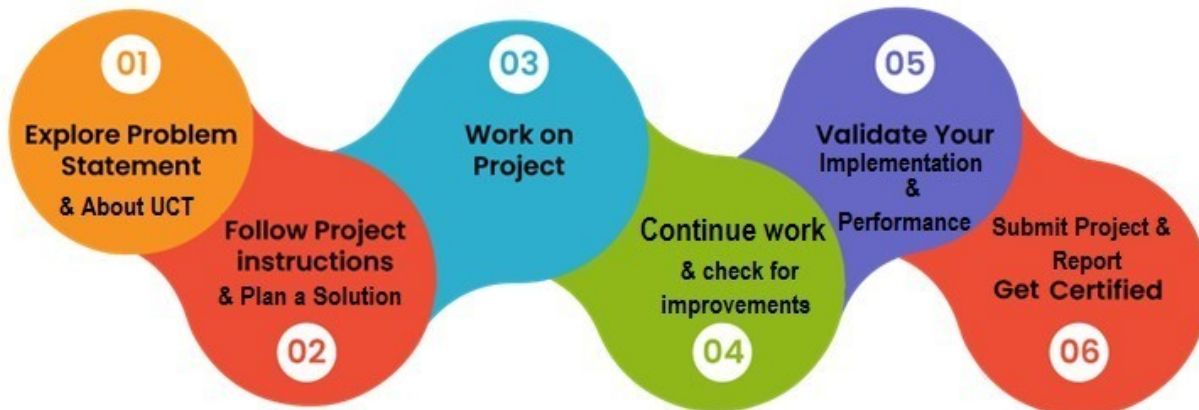 01
Explore Problem
Statement
& About UCT
Follow Project
instructions
& Plan a Solution
02
03
Work on
Project
Continue work
& check for
improvements
04
05
Validate Your
Implementation
&
Performance
Submit Project &
Report
Get Certified
06